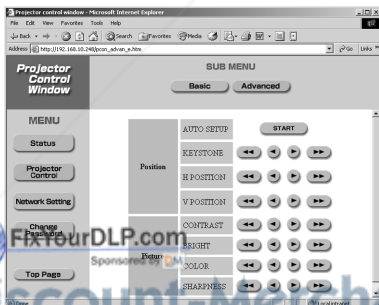 Projector control window - Microsoft Internet Explorer
File Edit View Favorites Tools Help
Back Search Favorites Media
Address http://192.168.10.248/pcon_advan_e.htm Go Links
Projector Control Window
SUB MENU
Basic Advanced
MENU
Status
Projector Control
Network Setting
Change Password
Top Page
Position
AUTO SETUP START
KEYSTONE
H POSITION
V POSITION
Picture
CONTRAST
BRIGHT
COLOR
SHARPNESS
FixYourDLP.com
Sponsored by DM
Done Local intranet